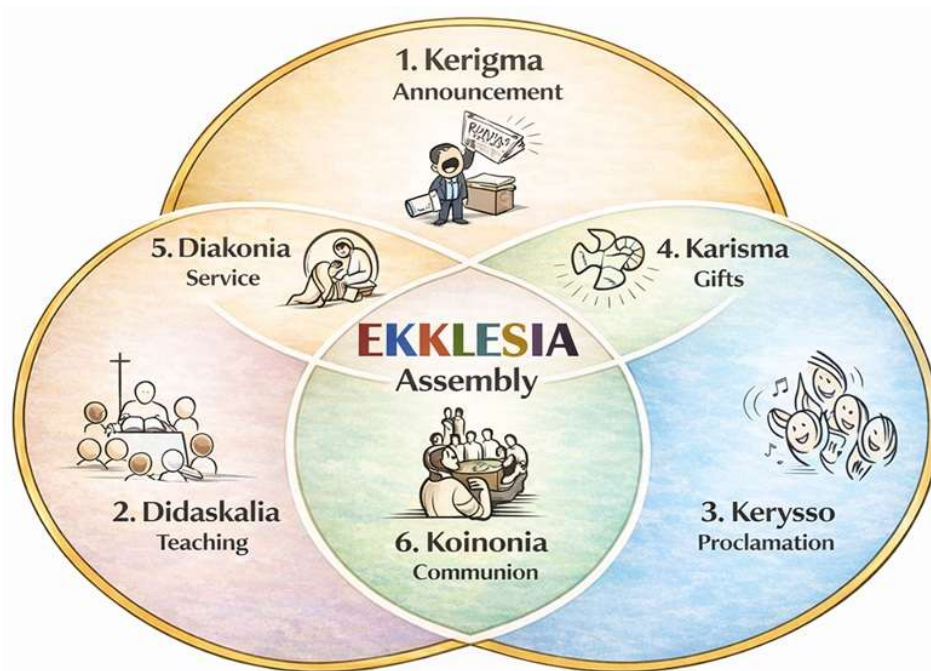 1. Kerigma
Announcement
5. Diakonia
Service
4. Karisma
Gifts
EKKLESIA
Assembly
2. Didaskalia
Teaching
6. Koinonia
Communion
3. Kerysso
Proclamation